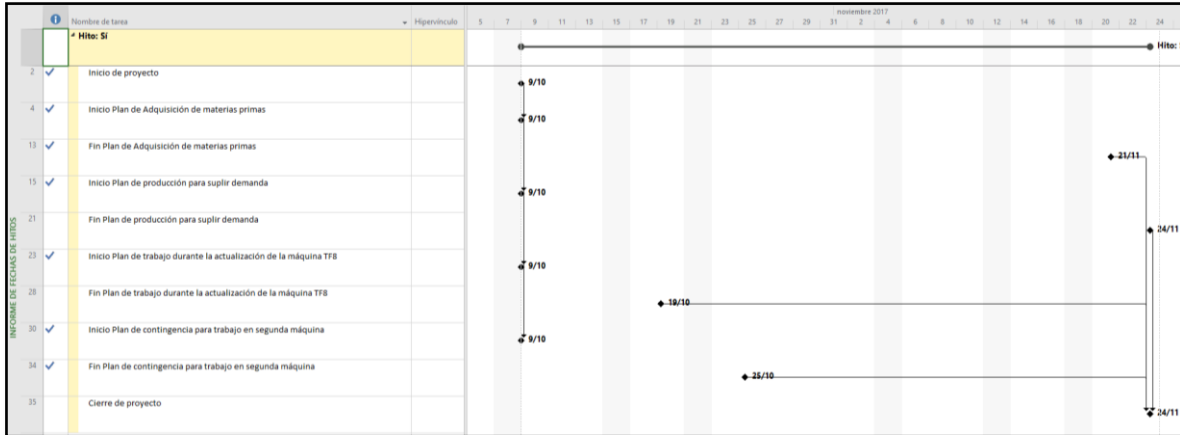 Nombre de tarea
Hipervínculo
noviembre 2017
5 7 9 11 13 15 17 19 21 23 25 27 29 31 2 4 6 8 10 12 14 16 18 20 22 24
Hito: Sí
Hito:
2 Inicio de proyecto 9/10
4 Inicio Plan de Adquisición de materias primas 9/10
13 Fin Plan de Adquisición de materias primas 21/11
15 Inicio Plan de producción para suplir demanda 9/10
21 Fin Plan de producción para suplir demanda 24/11
23 Inicio Plan de trabajo durante la actualización de la máquina TF8 9/10
28 Fin Plan de trabajo durante la actualización de la máquina TF8 19/10
30 Inicio Plan de contingencia para trabajo en segunda máquina 9/10
34 Fin Plan de contingencia para trabajo en segunda máquina 25/10
35 Cierre de proyecto 24/11
INFORME DE FECHAS DE HITOS